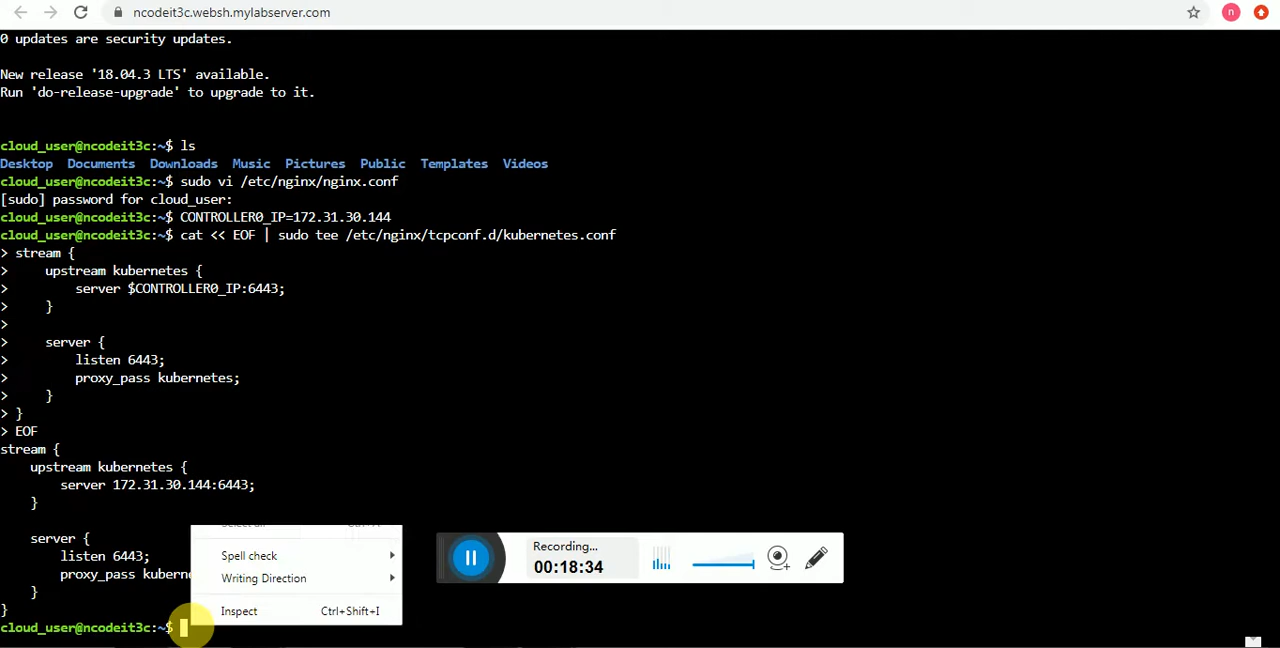 ncodeit3c.websh.mylabserver.com
n
0 updates are security updates.
New release '18.04.3 LTS' available.
Run 'do-release-upgrade' to upgrade to it.
cloud_user@ncodeit3c:~$ ls
Desktop Documents Downloads Music Pictures Public Templates Videos
cloud_user@ncodeit3c:~$ sudo vi /etc/nginx/nginx.conf
[sudo] password for cloud_user:
cloud_user@ncodeit3c:~$ CONTROLLER0_IP=172.31.30.144
cloud_user@ncodeit3c:~$ cat << EOF | sudo tee /etc/nginx/tcpconf.d/kubernetes.conf
> stream {
>     upstream kubernetes {
>         server $CONTROLLER0_IP:6443;
>     }
>
>     server {
>         listen 6443;
>         proxy_pass kubernetes;
>     }
> }
> EOF
stream {
    upstream kubernetes {
        server 172.31.30.144:6443;
    }
    server {
        listen 6443;
        proxy_pass kuberne
    }
}
cloud_user@ncodeit3c:~$
Spell check
Writing Direction
Inspect Ctrl+Shift+I
Recording...
00:18:34